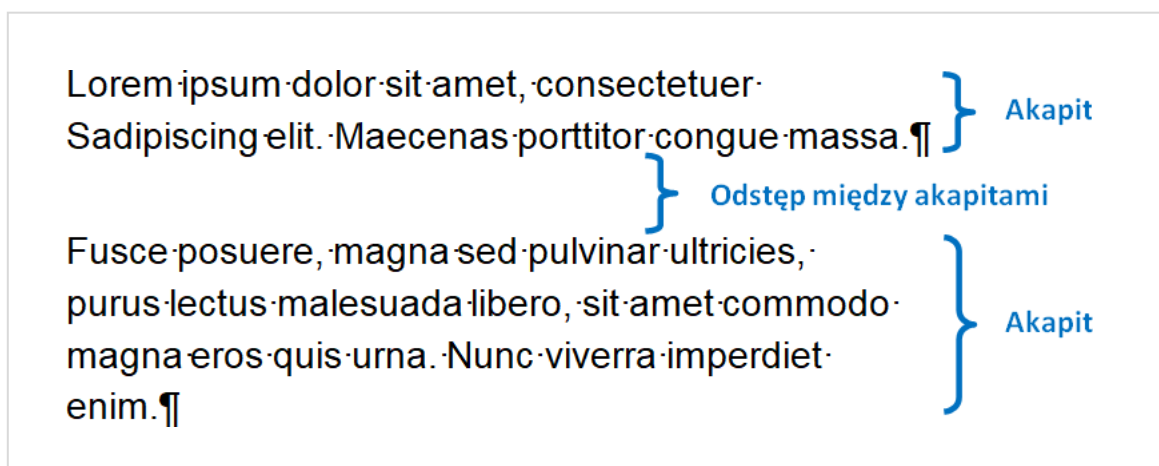 Lorem·ipsum·dolor·sit·amet,·consectetuer·
Sadipiscing·elit.·Maecenas·porttitor·congue·massa.¶
Akapit
Odstęp między akapitami
Fusce·posuere,·magna·sed·pulvinar·ultricies,·
purus·lectus·malesuada·libero,·sit·amet·commodo·
magna·eros·quis·urna.·Nunc·viverra·imperdiet·
enim.¶
Akapit